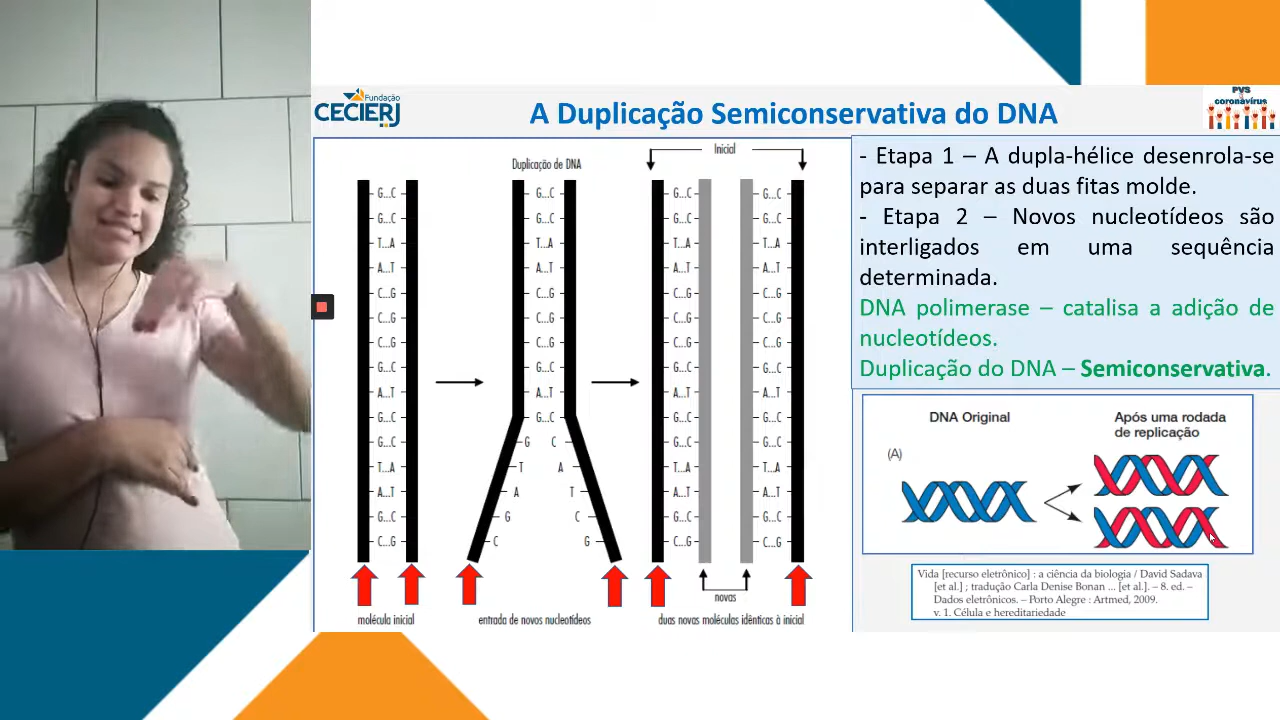 Fundação
CECIERJ
A Duplicação Semiconservativa do DNA
PVS
coronavírus
Duplicação de DNA
Inicial
G...C G...C G...C G...C
G...C G...C G...C G...C
T...A T...A T...A T...A
A...T A...T A...T A...T
C...G C...G C...G C...G
C...G C...G C...G C...G
C...G C...G C...G C...G
G...C G...C G...C G...C
A...T A...T A...T A...T
G...C G...C G...C G...C
G...C G C G...C G...C
T...A T A T...A T...A
A...T A T A...T A...T
G...C G C G...C G...C
C...G C G C...G C...G
novas
molécula inicial
entrada de novos nucleotídeos
duas novas moléculas idênticas à inicial
- Etapa 1 – A dupla-hélice desenrola-se
para separar as duas fitas molde.
- Etapa 2 – Novos nucleotídeos são
interligados em uma sequência
determinada.
DNA polimerase – catalisa a adição de
nucleotídeos.
Duplicação do DNA – Semiconservativa.
DNA Original
Após uma rodada
de replicação
(A)
Vida [recurso eletrônico] : a ciência da biologia / David Sadava
[et al.] ; tradução Carla Denise Bonan ... [et al.]. – 8. ed. –
Dados eletrônicos. – Porto Alegre : Artmed, 2009.
v. 1. Célula e hereditariedade